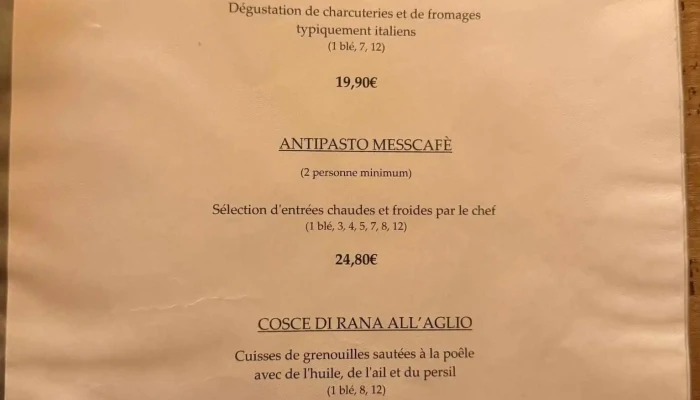 Dégustation de charcuteries et de fromages
typiquement italiens
(1 blé, 7, 12)
19,90€
ANTIPASTO MESSCAFÈ
(2 personne minimum)
Sélection d'entrées chaudes et froides par le chef
(1 blé, 3, 4, 5, 7, 8, 12)
24,80€
COSCE DI RANA ALL'AGLIO
Cuisses de grenouilles sautées à la poêle
avec de l'huile, de l'ail et du persil
(1 blé, 8, 12)